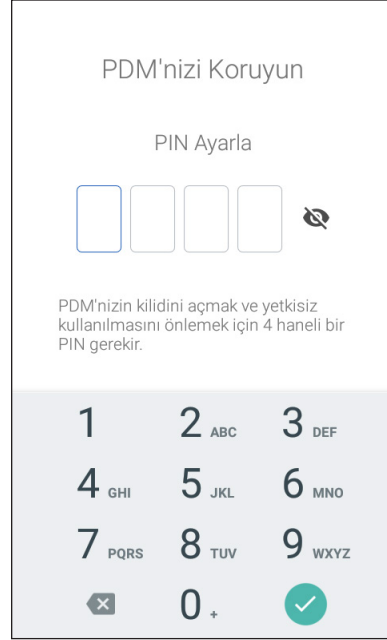 PDM'nizi Koruyun
PIN Ayarla
PDM'nizin kilidini açmak ve yetkisiz
kullanılmasını önlemek için 4 haneli bir
PIN gerekir.
1 2 ABC 3 DEF
4 GHI 5 JKL 6 MNO
7 PQRS 8 TUV 9 WXYZ
0 +